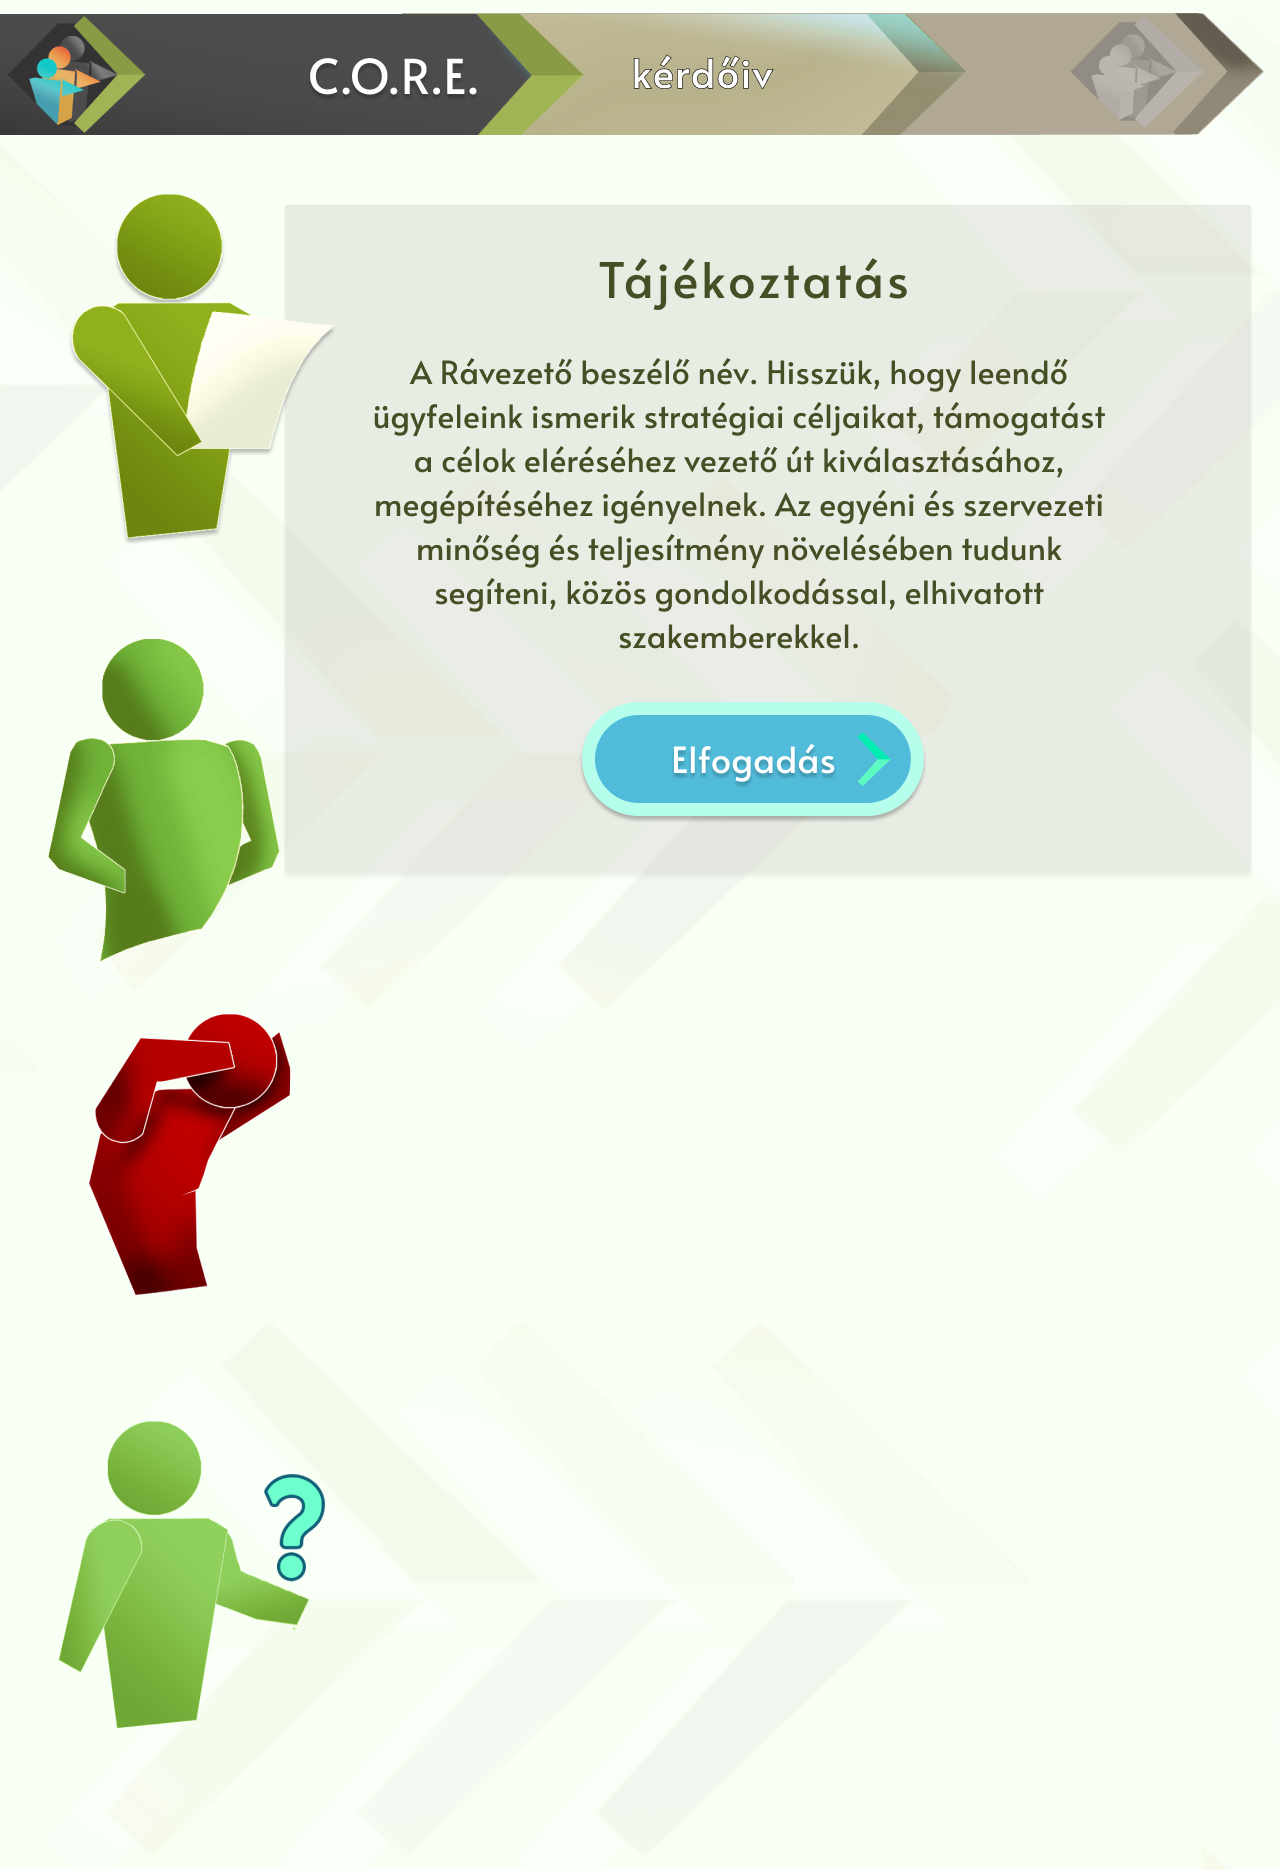 C.O.R.E.
kérdőiv
Tájékoztatás
A Rávezető beszélő név. Hisszük, hogy leendő
ügyfeleink ismerik stratégiai céljaikat, támogatást
a célok eléréséhez vezető út kiválasztásához,
megépítéséhez igényelnek. Az egyéni és szervezeti
minőség és teljesítmény növelésében tudunk
segíteni, közös gondolkodással, elhivatott
szakemberekkel.
Elfogadás
?